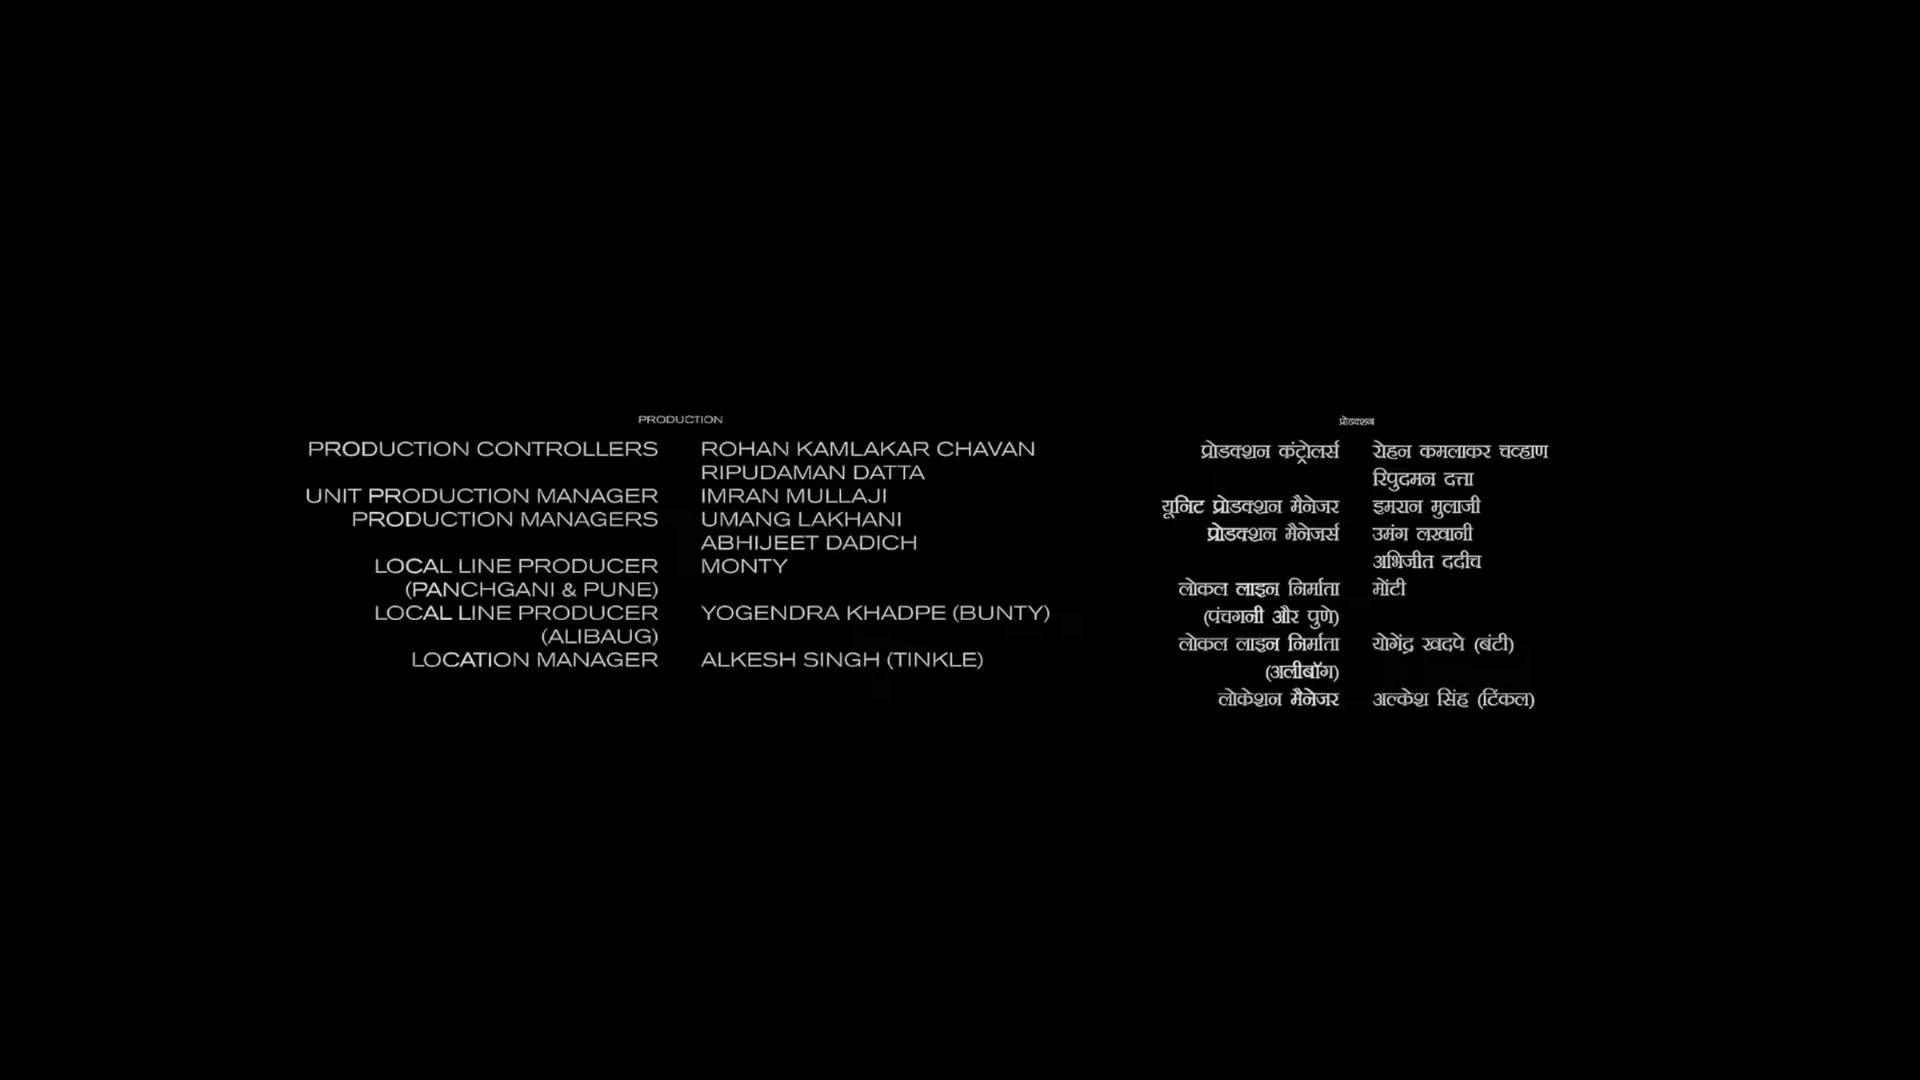 PRODUCTION
PRODUCTION CONTROLLERS ROHAN KAMLAKAR CHAVAN
RIPUDAMAN DATTA
UNIT PRODUCTION MANAGER IMRAN MULLAJI
PRODUCTION MANAGERS UMANG LAKHANI
ABHIJEET DADICH
LOCAL LINE PRODUCER MONTY
(PANCHGANI & PUNE)
LOCAL LINE PRODUCER YOGENDRA KHADPE (BUNTY)
(ALIBAUG)
LOCATION MANAGER ALKESH SINGH (TINKLE)
प्रोडक्शन
प्रोडक्शन कंट्रोलर्स रोहन कमलाकर चव्हाण
रिपुदमन दत्ता
यूनिट प्रोडक्शन मैनेजर इमरान मुलाजी
प्रोडक्शन मैनेजर्स उमंग लखानी
अभिजीत ददीच
लोकल लाइन निर्माता मोंटी
(पंचगनी और पुणे)
लोकल लाइन निर्माता योगेंद्र खदपे (बंटी)
(अलीबॉग)
लोकेशन मैनेजर अल्केश सिंह (टिंकल)